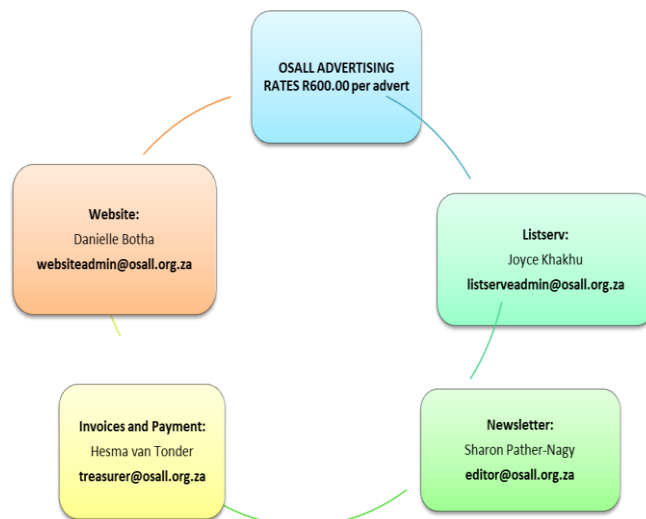 OSALL ADVERTISING
RATES R600.00 per advert
Website:
Danielle Botha
websiteadmin@osall.org.za
Listserv:
Joyce Khakhu
listserveadmin@osall.org.za
Invoices and Payment:
Hesma van Tonder
treasurer@osall.org.za
Newsletter:
Sharon Pather-Nagy
editor@osall.org.za